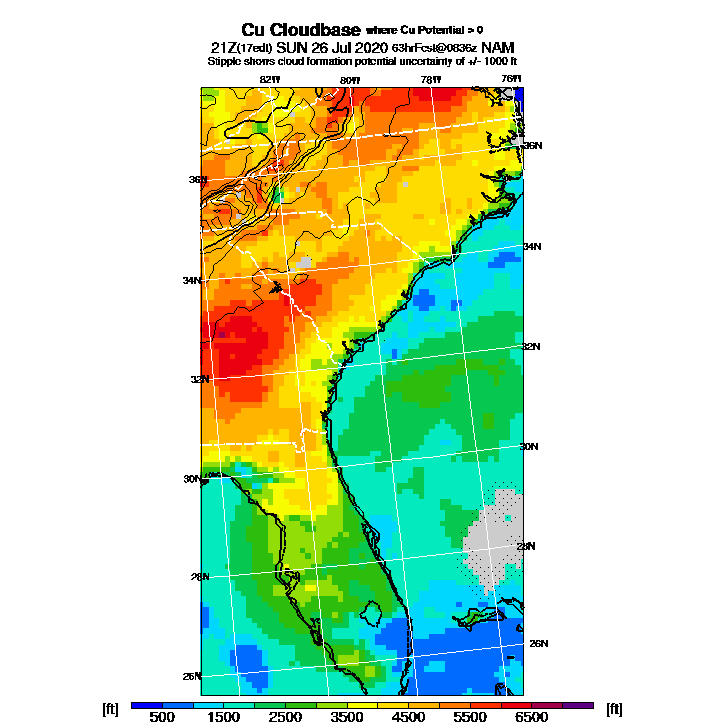 Cu Cloudbase where Cu Potential > 0
21Z(17edt) SUN 26 Jul 2020 63hrFcst@0836z NAM
Stipple shows cloud formation potential uncertainty of +/- 1000 ft
82W 80W 78W 76W
36N
36N
34N
34N
32N
32N
30N
30N
28N
28N
26N
26N
[ft] 500 1500 2500 3500 4500 5500 6500 [ft]